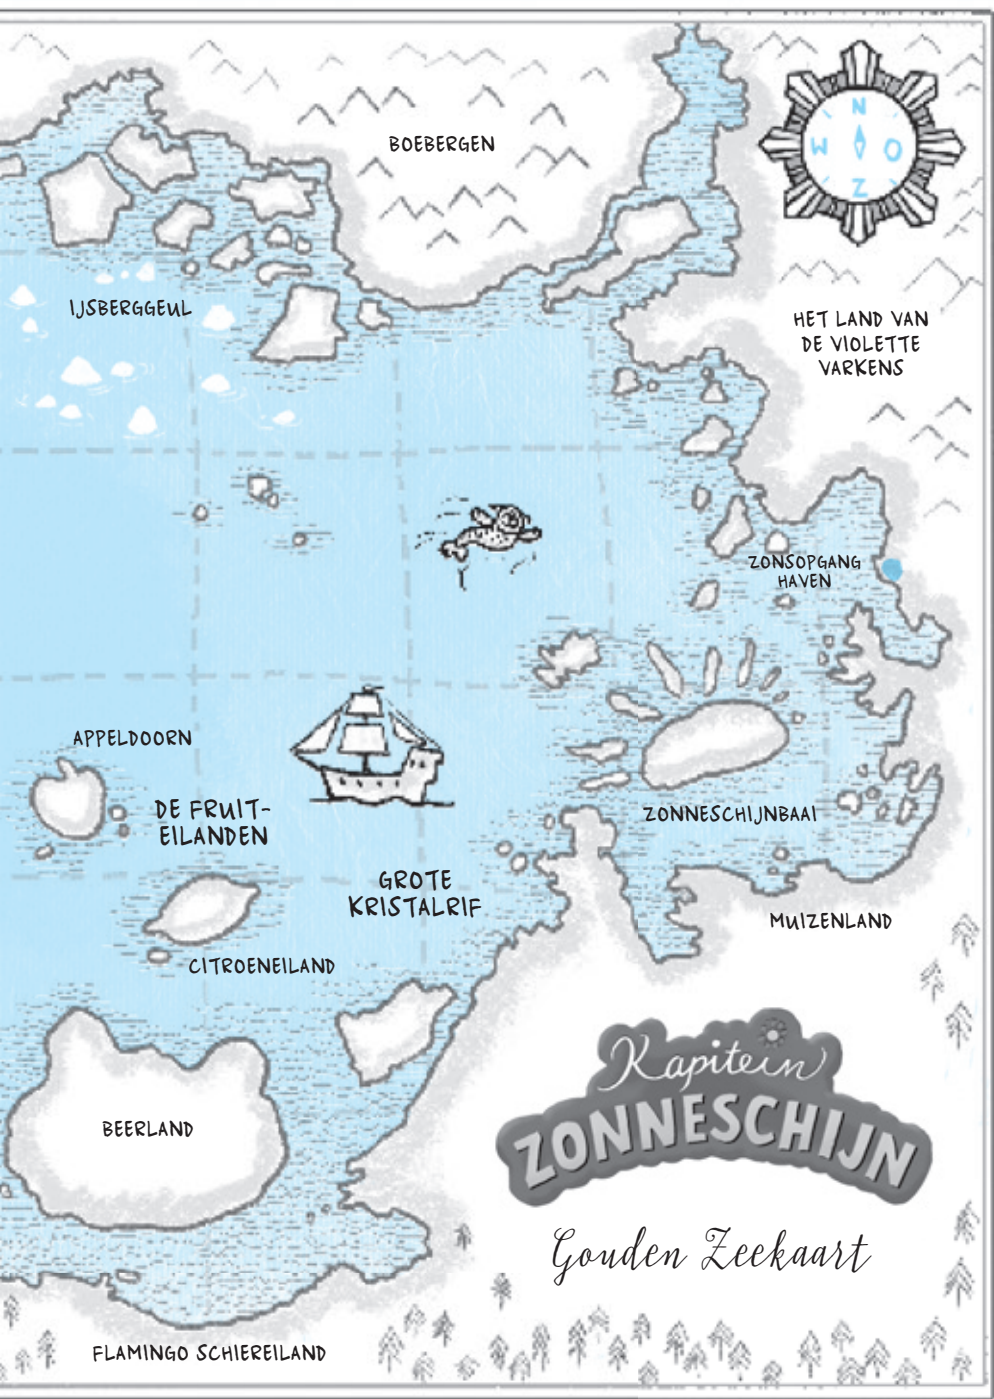 N
W O
Z
BOEBERGEN
IJSBERGGEUL
HET LAND VAN
DE VIOLETTE
VARKENS
ZONSOPGANG
HAVEN
APPELDOORN
DE FRUIT-
EILANDEN
ZONNESCHIJNBAAI
GROTE
KRISTALRIF
MUIZENLAND
CITROENEILAND
BEERLAND
Kapitein
ZONNESCHIJN
Gouden Zeekaart
FLAMINGO SCHIEREILAND